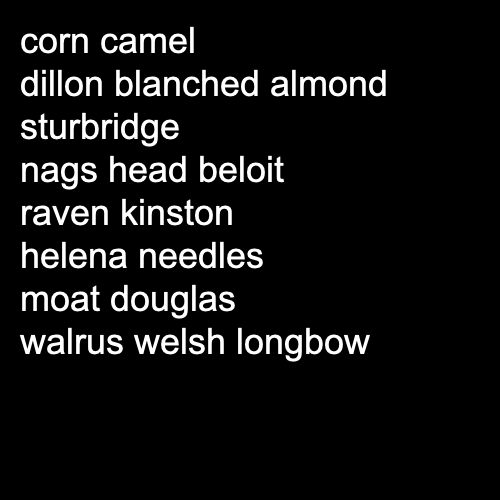 corn camel
dillon blanched almond
sturbridge
nags head beloit
raven kinston
helena needles
moat douglas
walrus welsh longbow